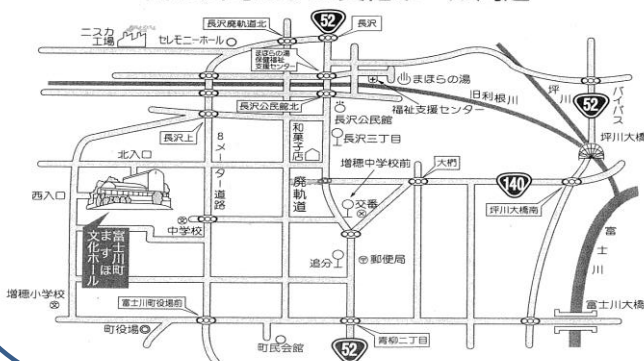 52
長沢廃軌道北
長沢
ニスカ
工場
セレモニーホール
まほらの湯
保健福祉
支援センター
まほらの湯
福祉支援センター
旧利根川
坪川
バイパス
52
長沢公民館北
長沢公民館
坪川大橋
長沢上
8メーター道路
和菓子店
長沢三丁目
廃軌道
増穂中学校前
大椚
140
坪川大橋南
北入口
西入口
交番
中学校
富士川町
ますほ
文化ホール
追分
郵便局
富士川
増穂小学校
富士川町役場前
富士川大橋
町役場
町民会館
52
青柳二丁目